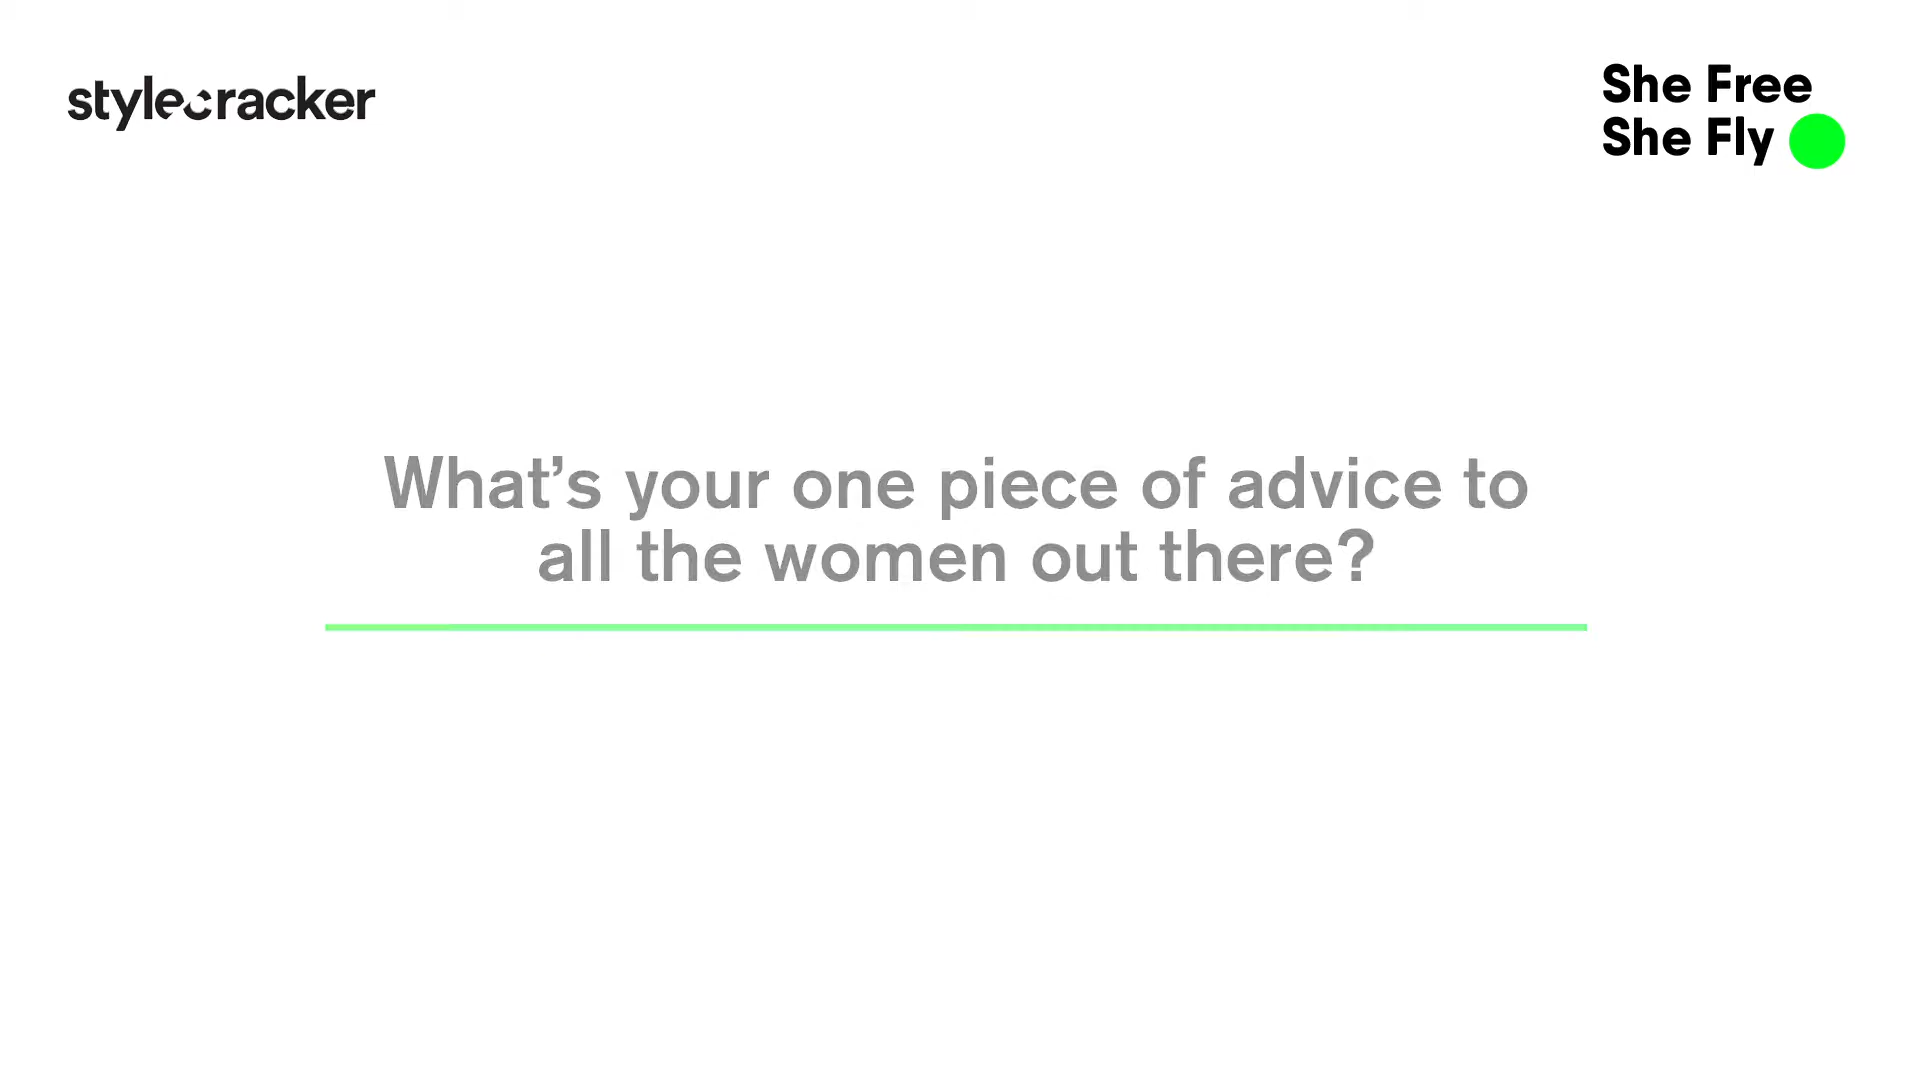 stylecracker
She Free
She Fly
What's your one piece of advice to
all the women out there?